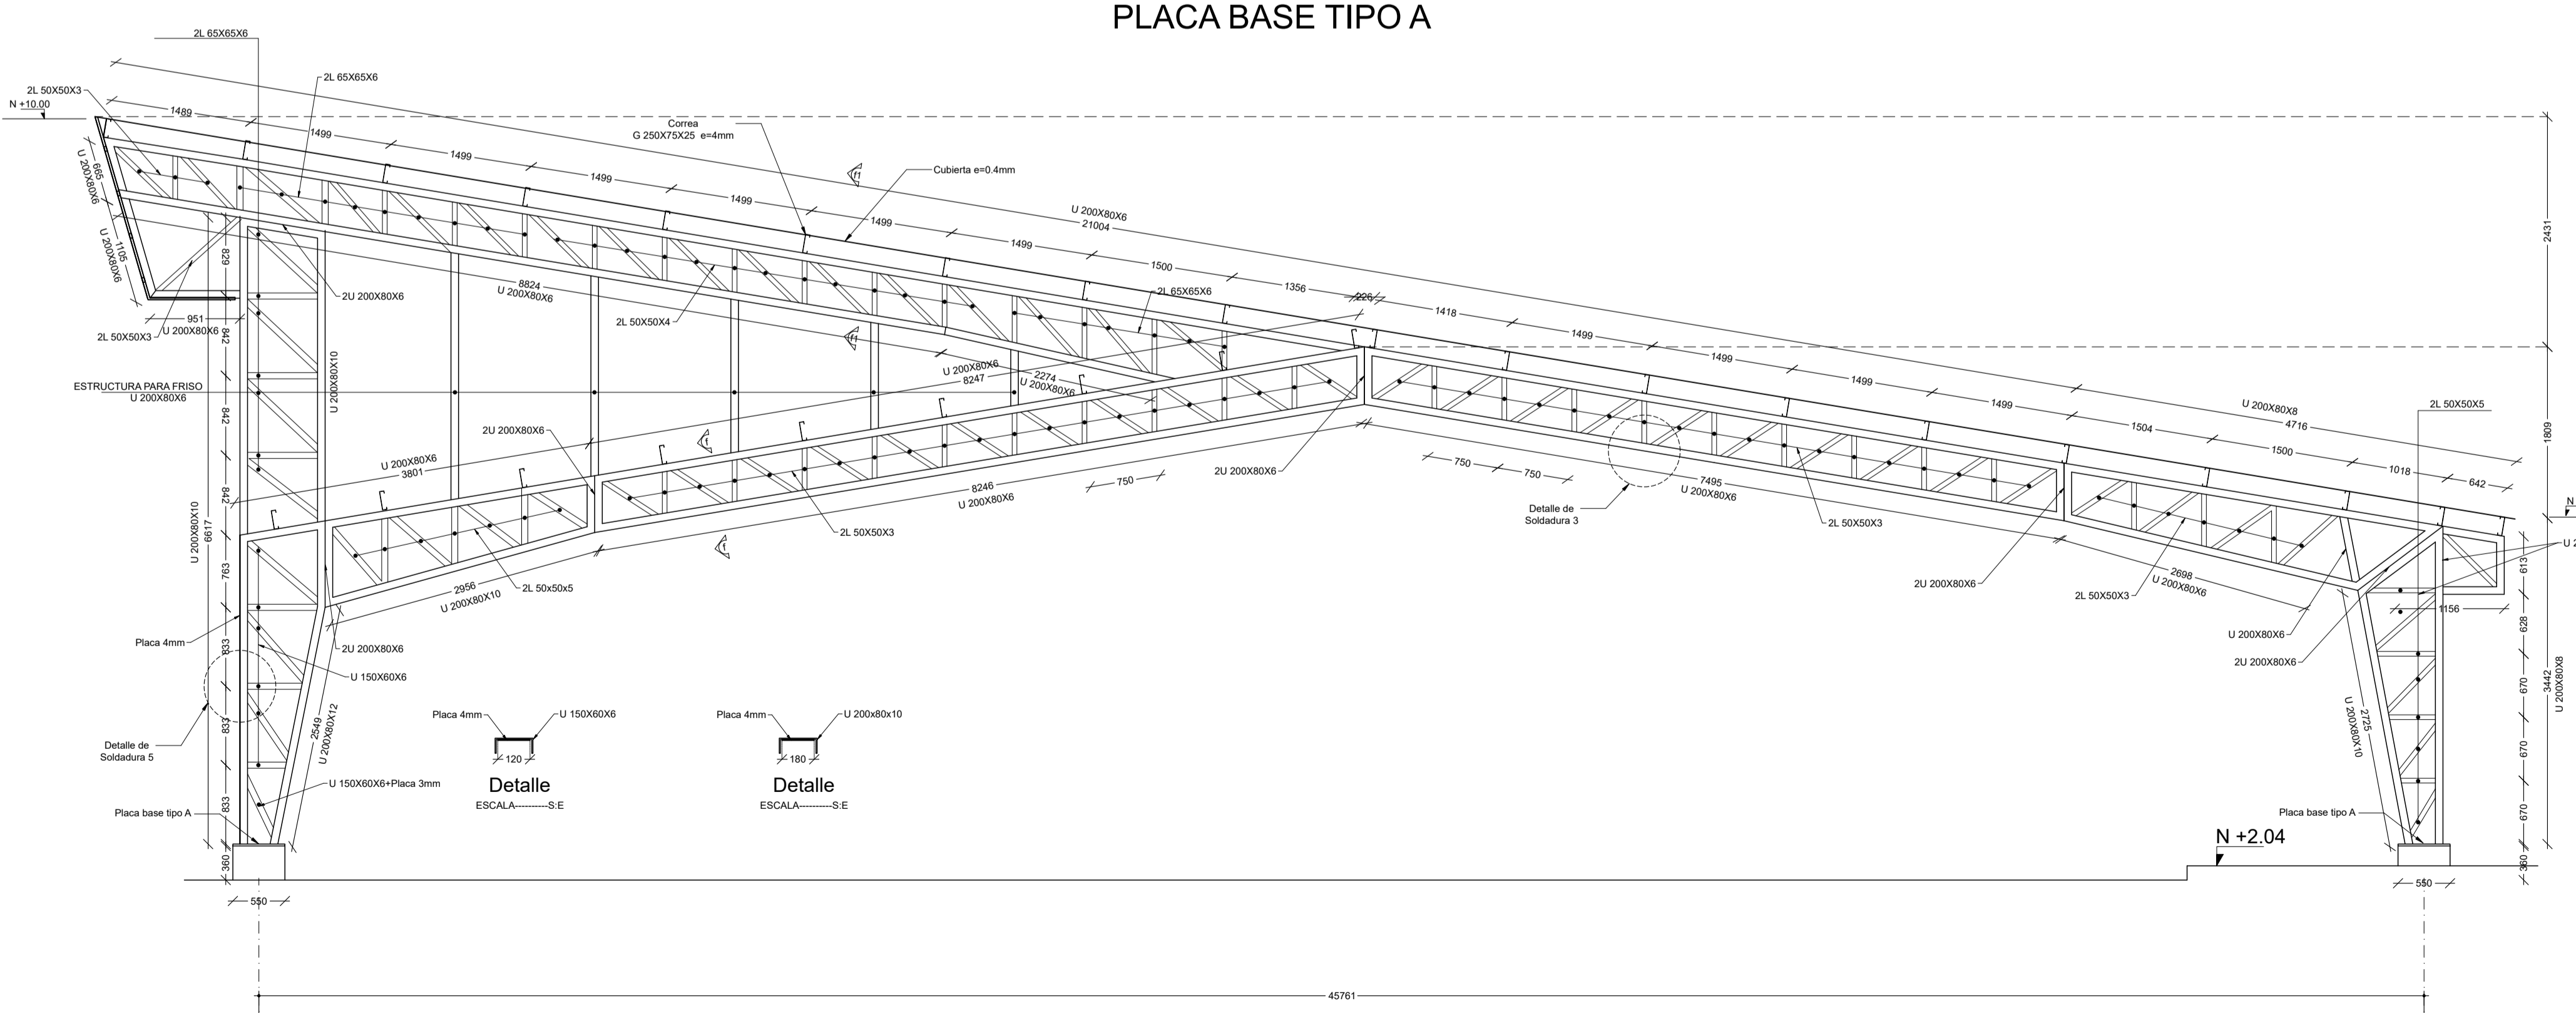 PLACA BASE TIPO A
2L 65X65X6
2L 65X65X6
2L 50X50X3
N +10.00
1489
1499
1499
1499
1499
1499
1499
1499
1500
1356
226
1418
1499
1499
1499
1499
1504
1500
1018
642
Correa
G 250X75X25 e=4mm
Cubierta e=0.4mm
f1
U 200X80X6
21004
U 200X80X8
4716
2431
1809
3442
U 200X80X8
N
665
U 200X80X6
1105
U 200X80X6
951
U 200X80X6
2L 50X50X3
829
842
842
842
763
833
833
833
360
U 200X80X10
6617
2U 200X80X6
U 200X80X10
8824
U 200X80X6
2L 50X50X4
2L 65X65X6
f1
ESTRUCTURA PARA FRISO
U 200X80X6
U 200X80X6
8247
2274
U 200X80X6
2U 200X80X6
U 200X80X6
3801
f
f
8246
U 200X80X6
750
2L 50X50X3
2L 50x50x5
2956
U 200X80X10
2U 200X80X6
750
750
7495
U 200X80X6
Detalle de
Soldadura 3
2L 50X50X3
2U 200X80X6
2698
U 200X80X6
2L 50X50X3
2L 50X50X5
U 2
613
1156
628
670
670
670
360
U 200X80X6
2U 200X80X6
2725
U 200X80X10
Placa 4mm
2U 200X80X6
U 150X60X6
2549
U 200X80X12
Detalle de
Soldadura 5
U 150X60X6+Placa 3mm
Placa base tipo A
550
Placa 4mm
U 150X60X6
120
Detalle
ESCALA----------S:E
Placa 4mm
U 200x80x10
180
Detalle
ESCALA----------S:E
Placa base tipo A
N +2.04
550
45761